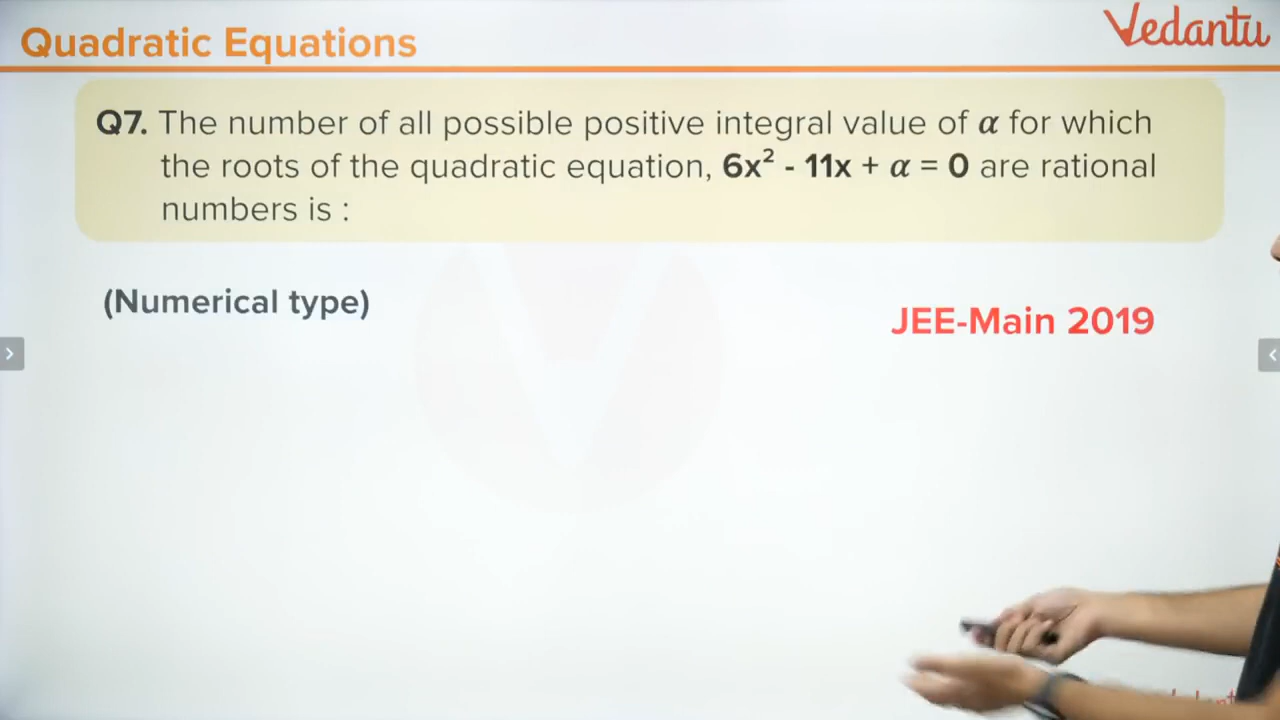 Quadratic Equations
Vedantu
Q7. The number of all possible positive integral value of α for which
the roots of the quadratic equation, 6x² - 11x + α = 0 are rational
numbers is :
(Numerical type)
JEE-Main 2019